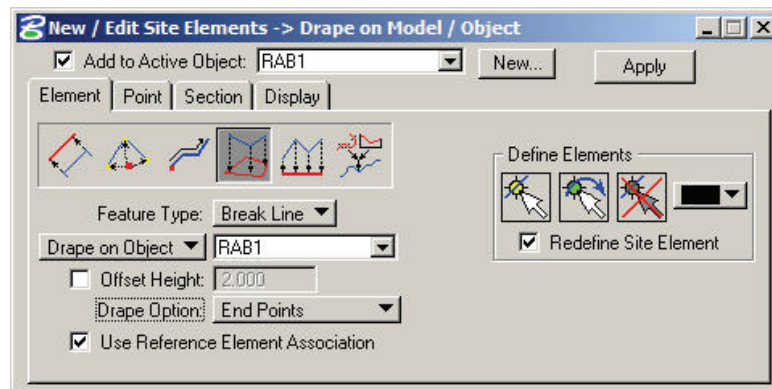 New / Edit Site Elements -> Drape on Model / Object
Add to Active Object: RAB1 New... Apply
Element Point Section Display
Define Elements
Feature Type: Break Line
Drape on Object RAB1
Redefine Site Element
Offset Height: 2.000
Drape Option: End Points
Use Reference Element Association